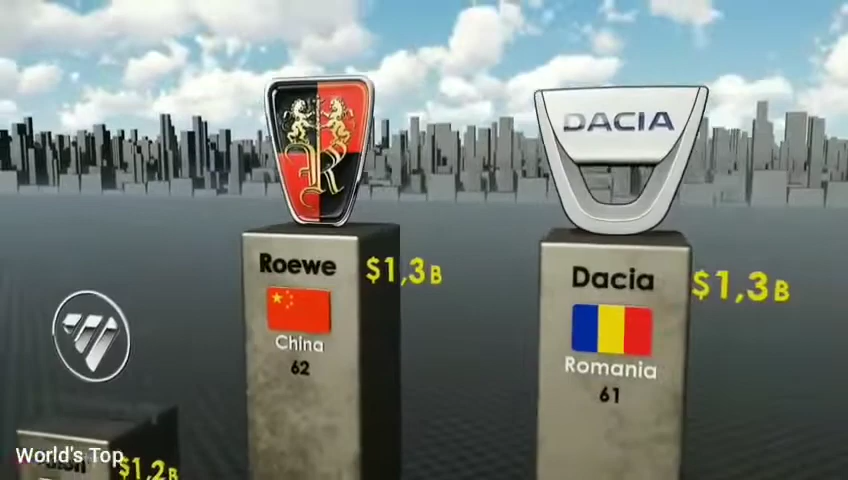 DACIA
R
Roewe
$1,3B
China
62
Dacia
$1,3B
Romania
61
World's Top
$1,2B